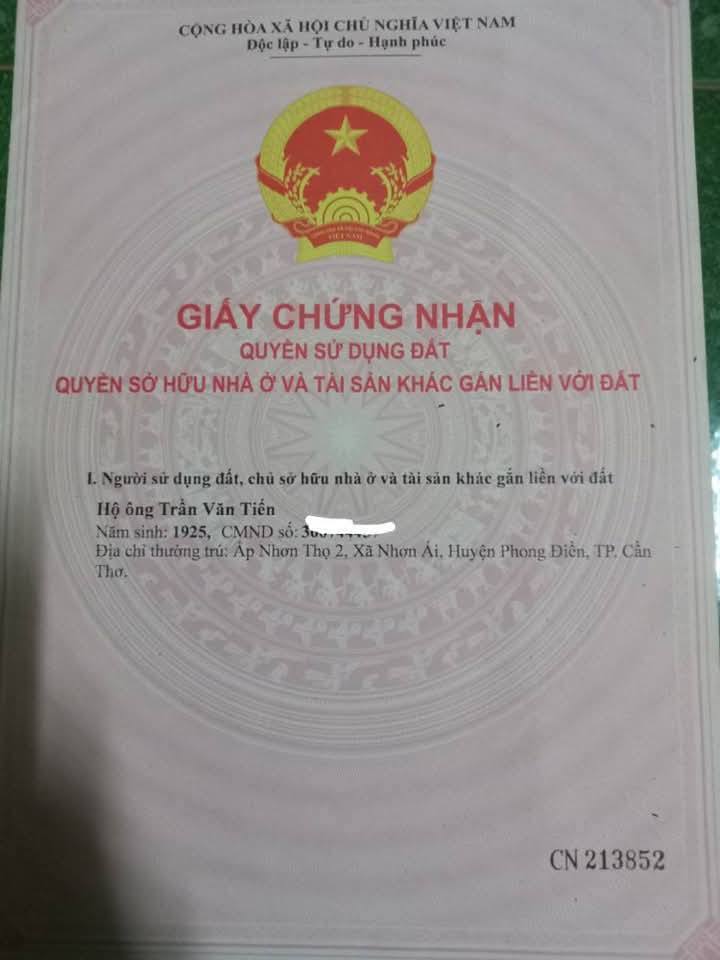 CỘNG HÒA XÃ HỘI CHỦ NGHĨA VIỆT NAM
Độc lập - Tự do - Hạnh phúc
VIỆT NAM
GIẤY CHỨNG NHẬN
QUYỀN SỬ DỤNG ĐẤT
QUYỀN SỞ HỮU NHÀ Ở VÀ TÀI SẢN KHÁC GẮN LIỀN VỚI ĐẤT
I. Người sử dụng đất, chủ sở hữu nhà ở và tài sản khác gắn liền với đất
Hộ ông Trần Văn Tiến
Năm sinh: 1925, CMND số:
Địa chỉ thường trú: Ấp Nhơn Thọ 2, Xã Nhơn Ái, Huyện Phong Điền, TP. Cần
Thơ.
CN 213852